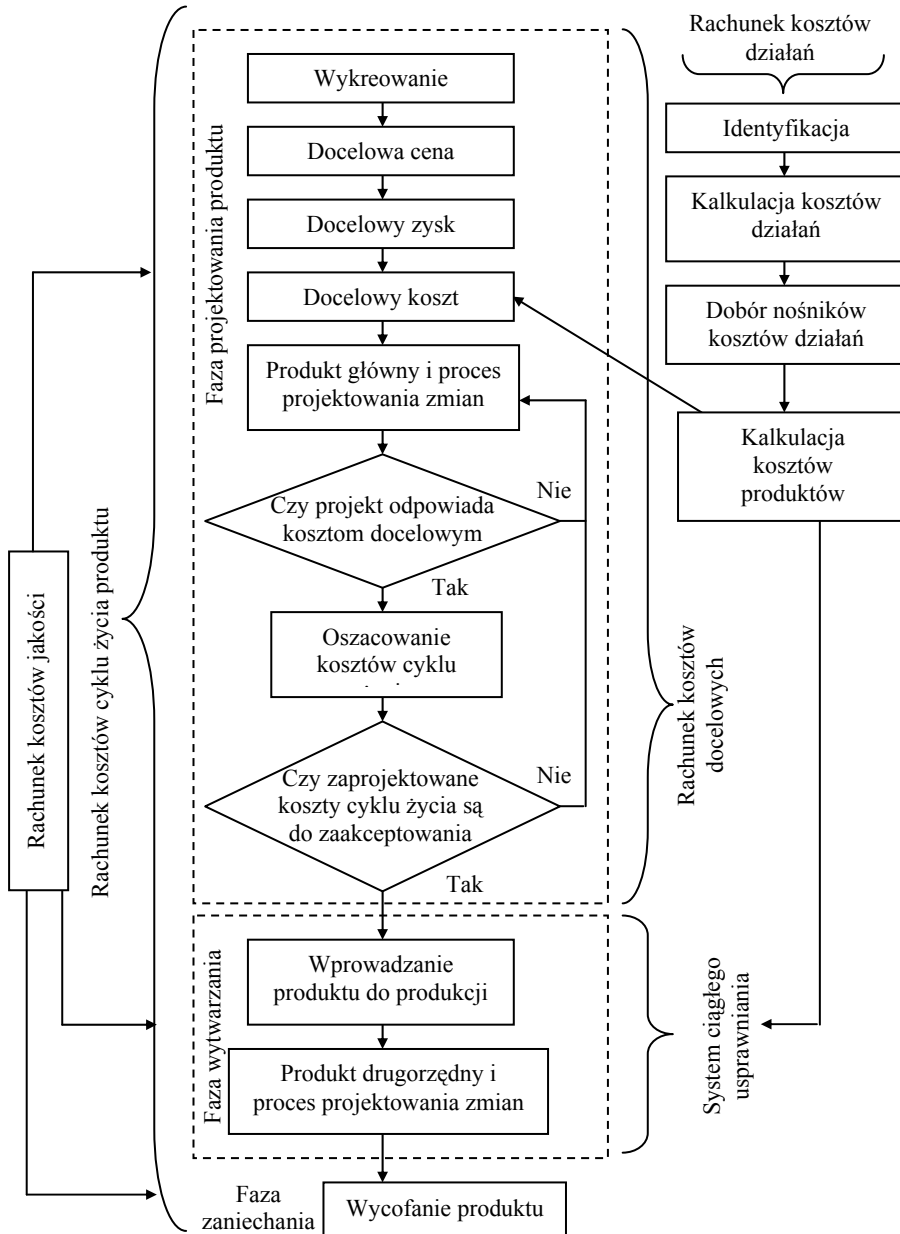 Rachunek kosztów
działań
Identyfikacja
Kalkulacja kosztów
działań
Dobór nośników
kosztów działań
Kalkulacja
kosztów
produktów
Wykreowanie
Docelowa cena
Docelowy zysk
Docelowy koszt
Produkt główny i proces
projektowania zmian
Czy projekt odpowiada
kosztom docelowym
Nie
Tak
Oszacowanie
kosztów cyklu
Czy zaprojektowane
koszty cyklu życia są
do zaakceptowania
Nie
Tak
Wprowadzanie
produktu do produkcji
Produkt drugorzędny i
proces projektowania zmian
Faza
zaniechania
Wycofanie produktu
Faza projektowania produktu
Faza wytwarzania
Rachunek kosztów jakości
Rachunek kosztów cyklu życia produktu
Rachunek kosztów
docelowych
System ciągłego
usprawniania